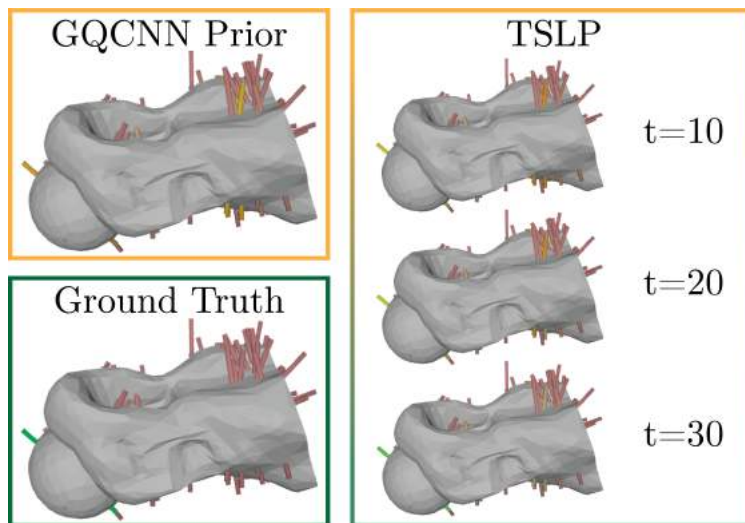 GQCNN Prior
Ground Truth
TSLP
t=10
t=20
t=30